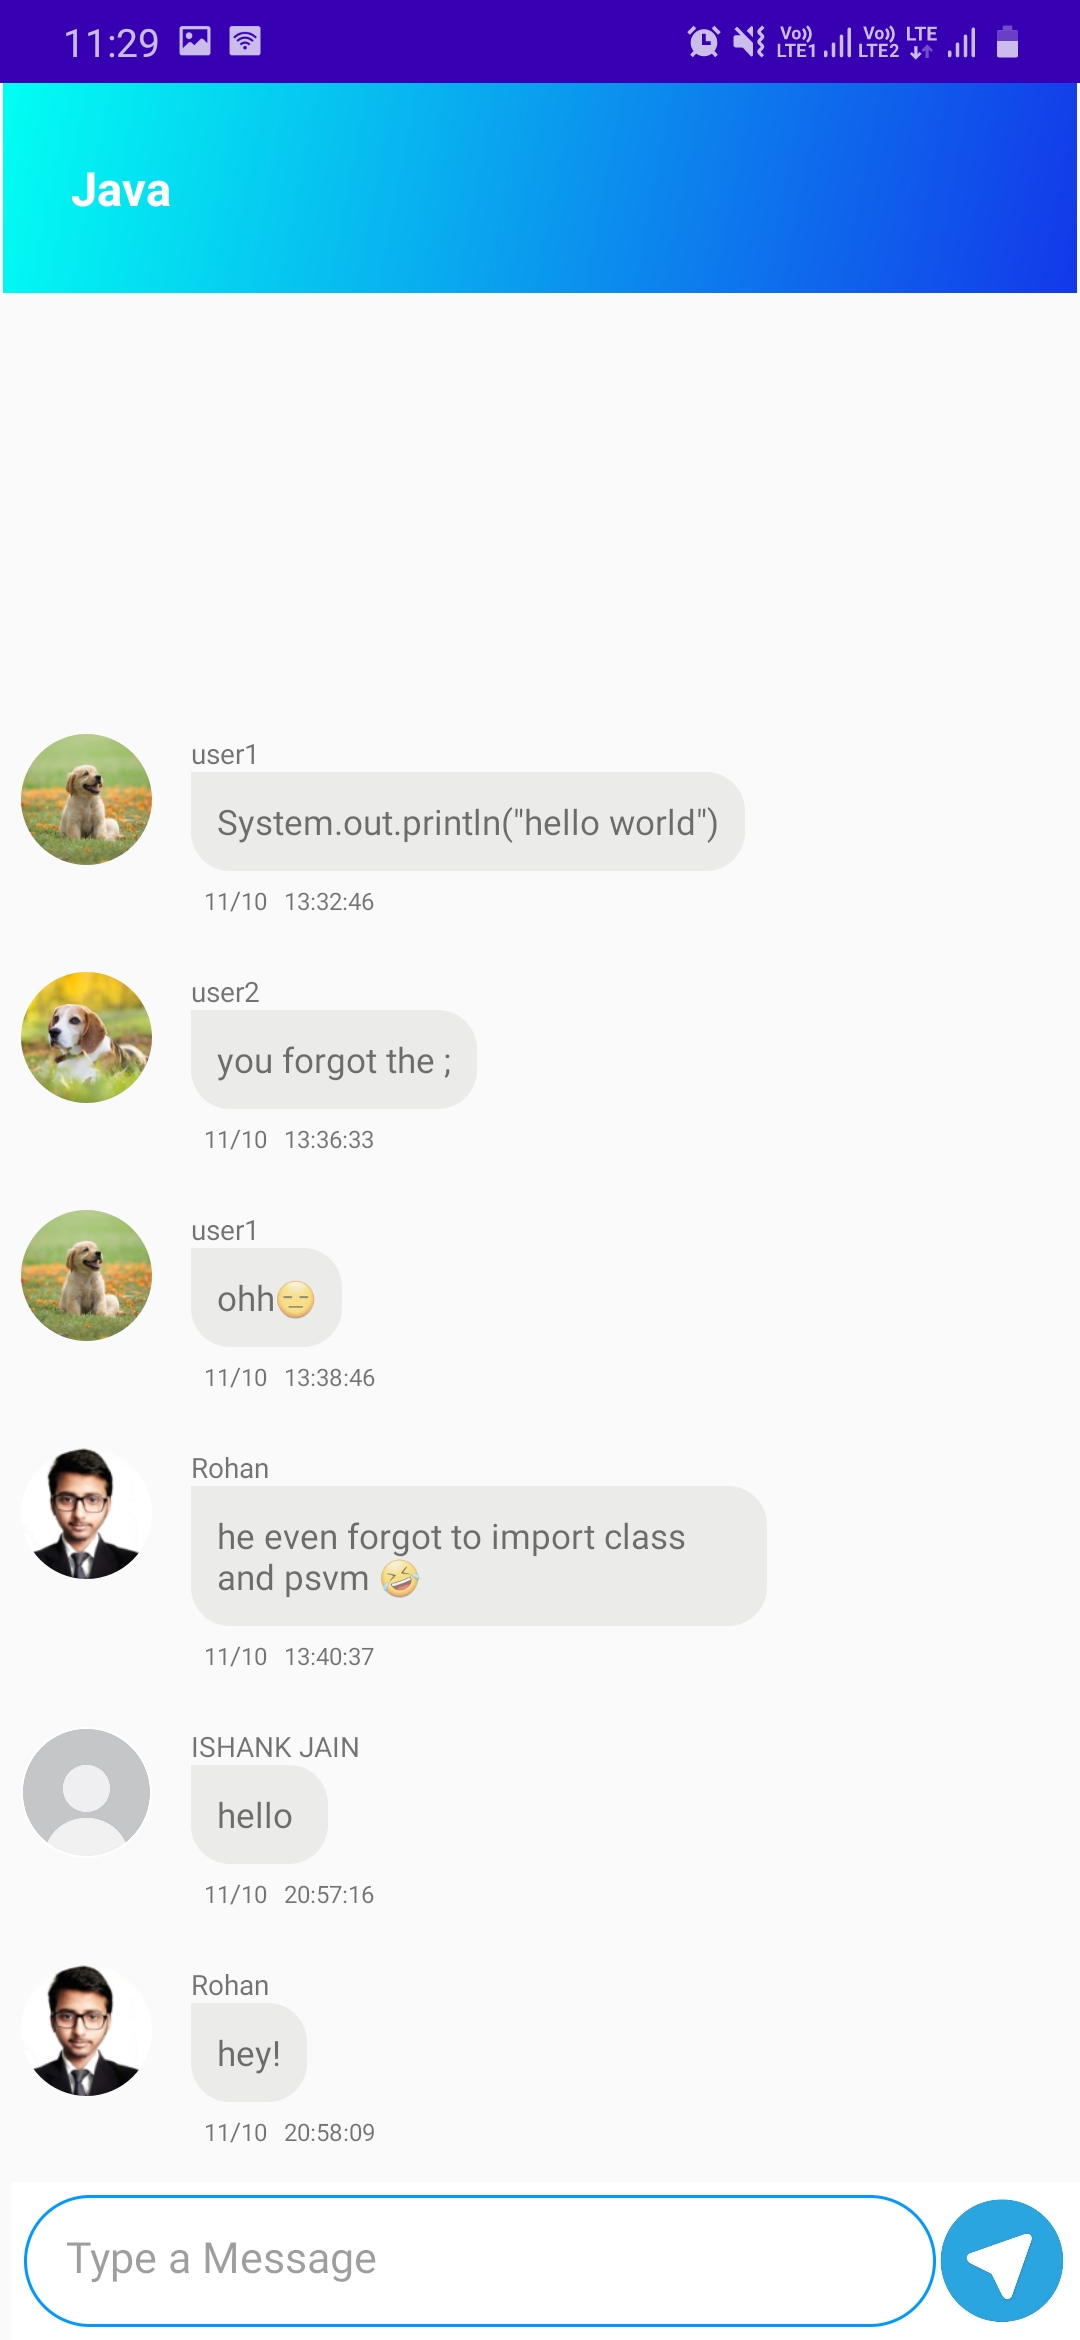 11:29
Vo)) LTE1 Vo)) LTE2 LTE
Java
user1
System.out.println("hello world")
11/10 13:32:46
user2
you forgot the ;
11/10 13:36:33
user1
ohh😑
11/10 13:38:46
Rohan
he even forgot to import class
and psvm 🤣
11/10 13:40:37
ISHANK JAIN
hello
11/10 20:57:16
Rohan
hey!
11/10 20:58:09
Type a Message